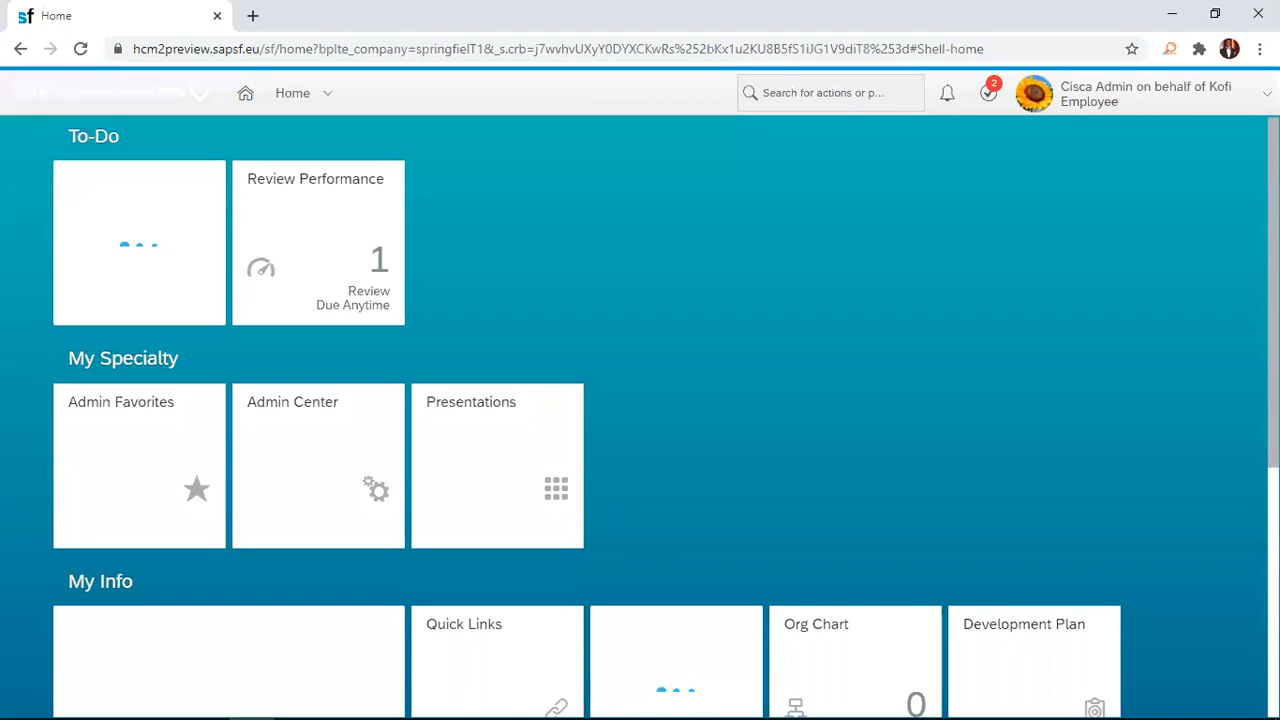 sf Home
hcm2preview.sapsf.eu/sf/home?bplte_company=springfielT1&_s.crb=j7wvhvUXyY0DYXCKwRs%252bKx1u2KU8B5fS1iJG1V9diT8%253d#Shell-home
Home
Search for actions or p...
2
Cisca Admin on behalf of Kofi
Employee
To-Do
Review Performance
1
Review
Due Anytime
My Specialty
Admin Favorites
Admin Center
Presentations
My Info
Quick Links
Org Chart
0
Development Plan